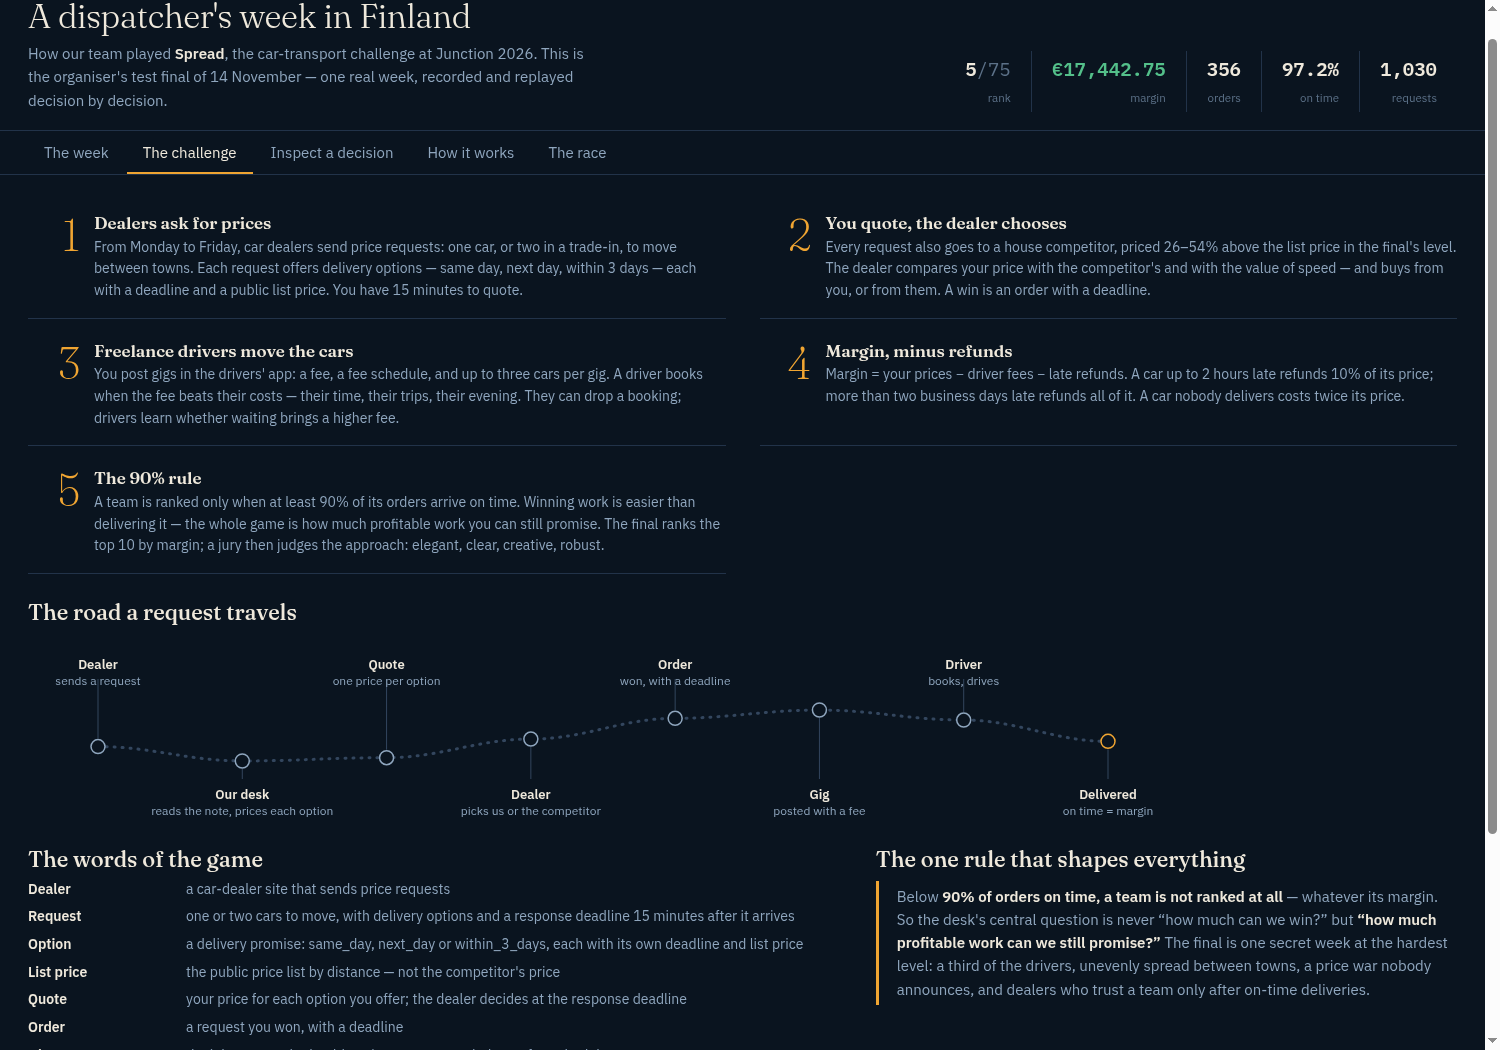 A dispatcher's week in Finland
How our team played Spread, the car-transport challenge at Junction 2026. This is
the organiser's test final of 14 November — one real week, recorded and replayed
decision by decision.
5/75
rank
€17,442.75
margin
356
orders
97.2%
on time
1,030
requests
The week
The challenge
Inspect a decision
How it works
The race
1
Dealers ask for prices
From Monday to Friday, car dealers send price requests: one car, or two in a trade-in, to move
between towns. Each request offers delivery options — same day, next day, within 3 days — each
with a deadline and a public list price. You have 15 minutes to quote.
2
You quote, the dealer chooses
Every request also goes to a house competitor, priced 26–54% above the list price in the final's level.
The dealer compares your price with the competitor's and with the value of speed — and buys from
you, or from them. A win is an order with a deadline.
3
Freelance drivers move the cars
You post gigs in the drivers' app: a fee, a fee schedule, and up to three cars per gig. A driver books
when the fee beats their costs — their time, their trips, their evening. They can drop a booking;
drivers learn whether waiting brings a higher fee.
4
Margin, minus refunds
Margin = your prices − driver fees − late refunds. A car up to 2 hours late refunds 10% of its price;
more than two business days late refunds all of it. A car nobody delivers costs twice its price.
5
The 90% rule
A team is ranked only when at least 90% of its orders arrive on time. Winning work is easier than
delivering it — the whole game is how much profitable work you can still promise. The final ranks the
top 10 by margin; a jury then judges the approach: elegant, clear, creative, robust.
The road a request travels
Dealer
sends a request
Quote
one price per option
Order
won, with a deadline
Driver
books, drives
Our desk
reads the note, prices each option
Dealer
picks us or the competitor
Gig
posted with a fee
Delivered
on time = margin
The words of the game
Dealer
a car-dealer site that sends price requests
Request
one or two cars to move, with delivery options and a response deadline 15 minutes after it arrives
Option
a delivery promise: same_day, next_day or within_3_days, each with its own deadline and list price
List price
the public price list by distance — not the competitor's price
Quote
your price for each option you offer; the dealer decides at the response deadline
Order
a request you won, with a deadline
The one rule that shapes everything
Below 90% of orders on time, a team is not ranked at all — whatever its margin.
So the desk's central question is never “how much can we win?” but “how much
profitable work can we still promise?” The final is one secret week at the hardest
level: a third of the drivers, unevenly spread between towns, a price war nobody
announces, and dealers who trust a team only after on-time deliveries.